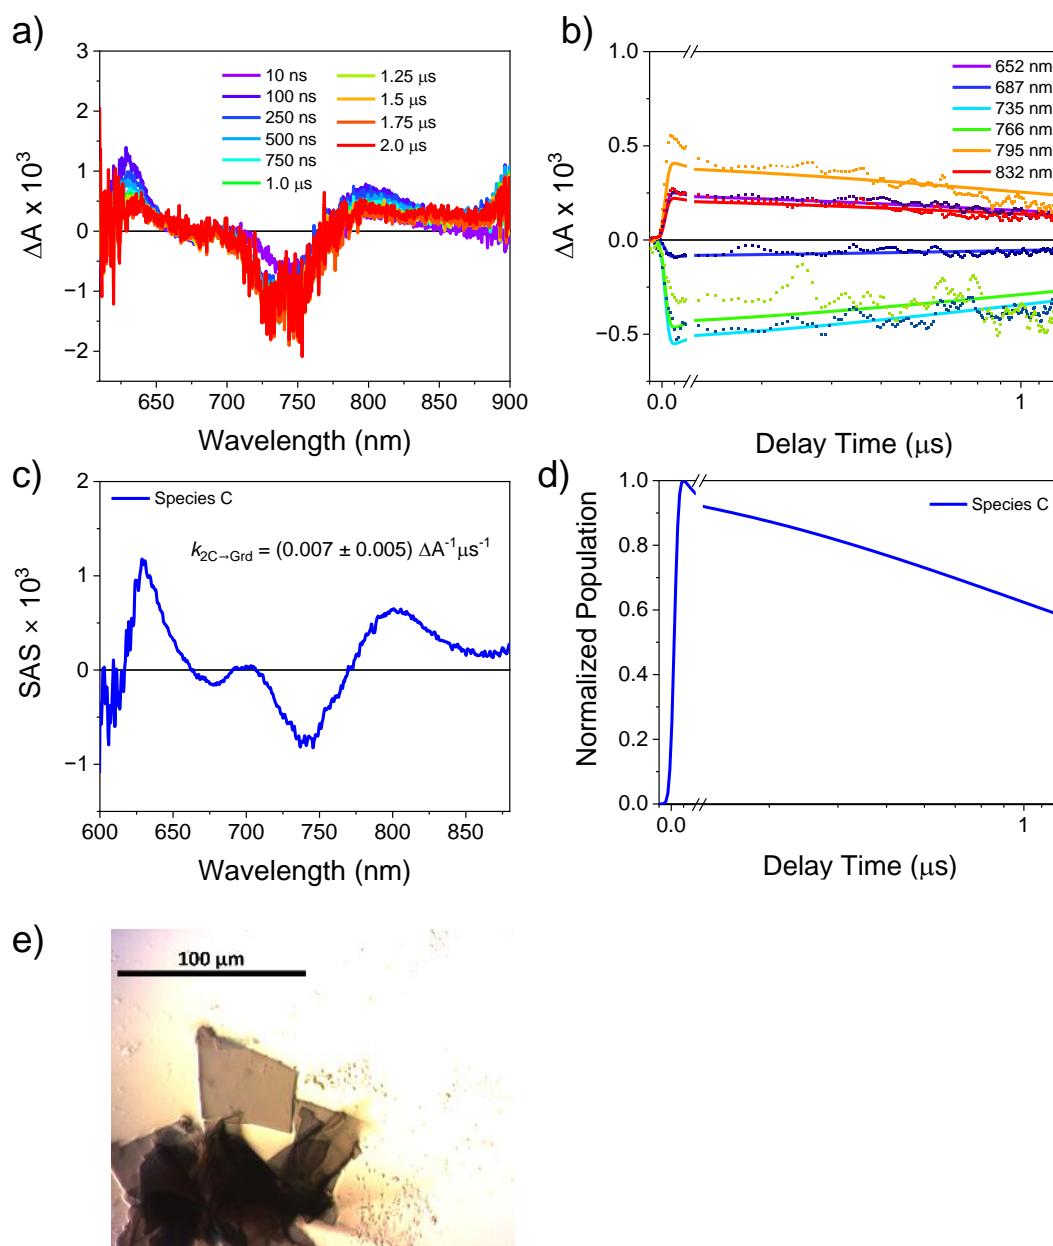 a)
3
2
1
0
−1
−2
ΔA x 10³
10 ns
100 ns
250 ns
500 ns
750 ns
1.0 μs
1.25 μs
1.5 μs
1.75 μs
2.0 μs
650 700 750 800 850 900
Wavelength (nm)
b)
1.0
0.5
0.0
−0.5
ΔA x 10³
652 nm
687 nm
735 nm
766 nm
795 nm
832 nm
0.0 1
Delay Time (μs)
c)
2
1
0
−1
SAS × 10³
Species C
k2C→Grd = (0.007 ± 0.005) ΔA⁻¹μs⁻¹
600 650 700 750 800 850
Wavelength (nm)
d)
1.0
0.8
0.6
0.4
0.2
0.0
Normalized Population
Species C
0.0 1
Delay Time (μs)
e)
100 μm